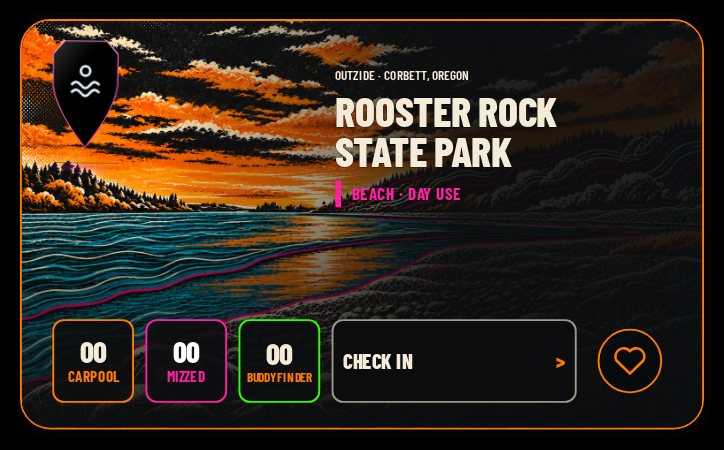 OUTZIDE · CORBETT, OREGON
ROOSTER ROCK
STATE PARK
BEACH · DAY USE
00
CARPOOL
00
MIZZED
00
BUDDYFINDER
CHECK IN >